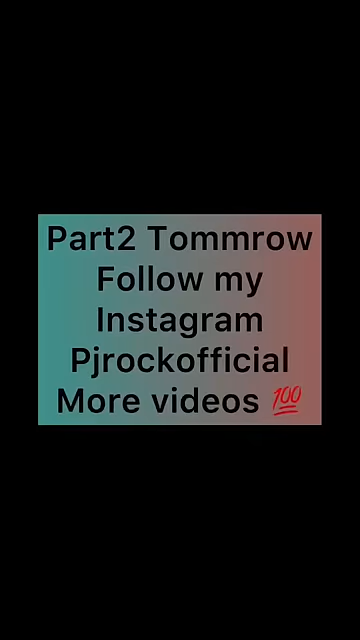 Part2 Tommrow
Follow my
Instagram
Pjrockofficial
More videos 💯